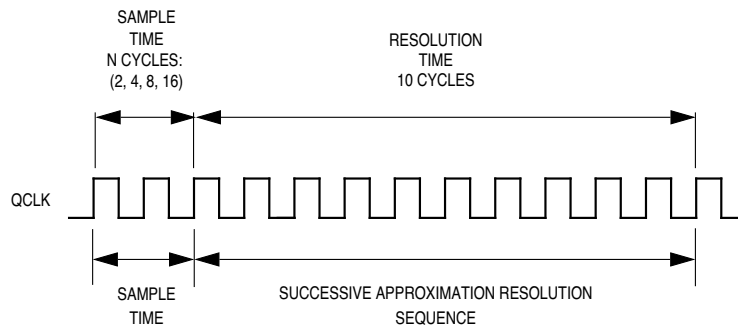 SAMPLE
TIME
N CYCLES:
(2, 4, 8, 16)
RESOLUTION
TIME
10 CYCLES
QCLK
SAMPLE
TIME
SUCCESSIVE APPROXIMATION RESOLUTION
SEQUENCE